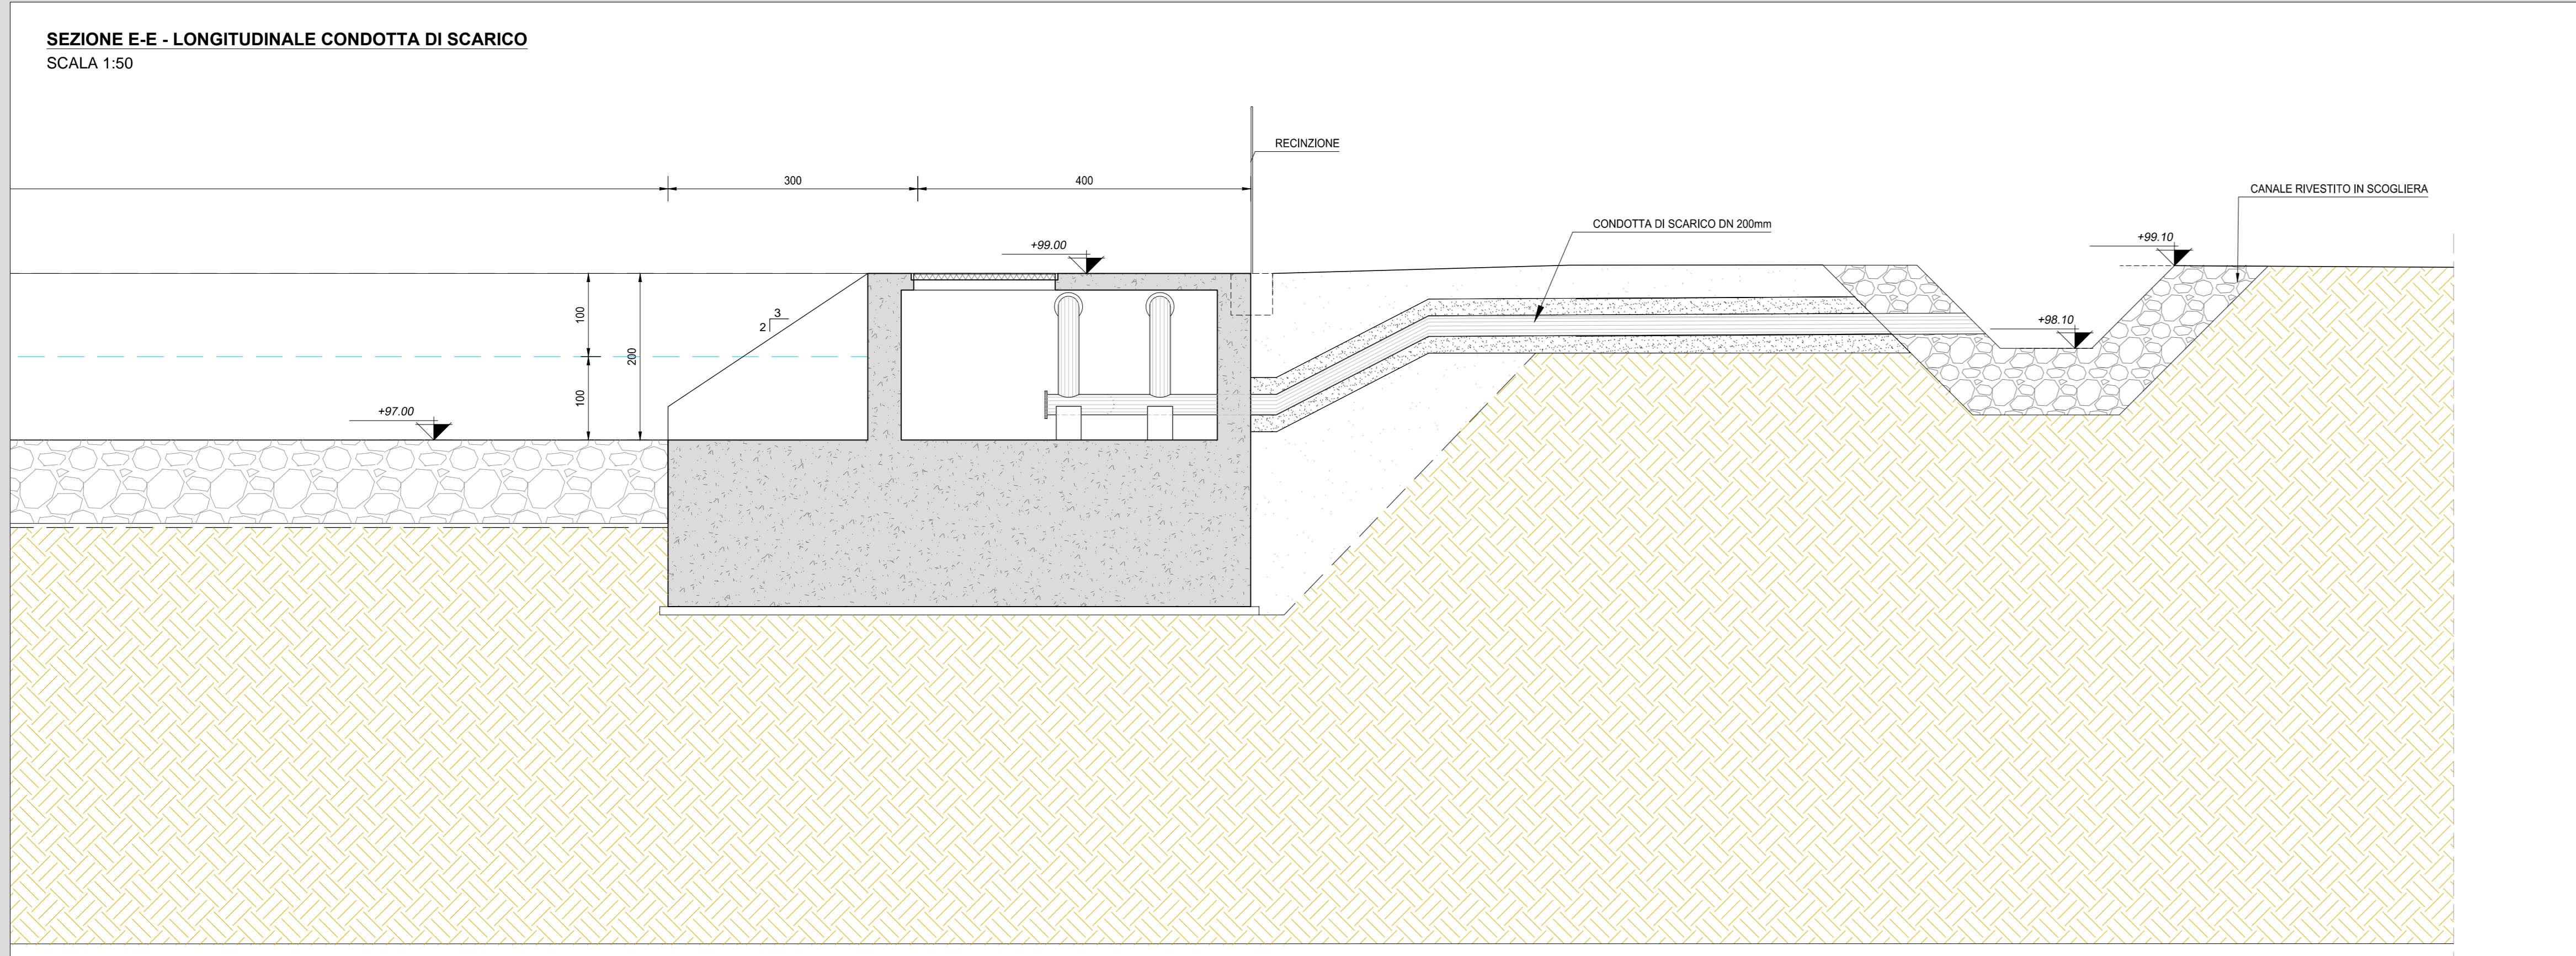 SEZIONE E-E - LONGITUDINALE CONDOTTA DI SCARICO
SCALA 1:50
RECINZIONE
300
400
CANALE RIVESTITO IN SCOGLIERA
CONDOTTA DI SCARICO DN 200mm
+99.00
+99.10
100
3
2
200
+98.10
100
+97.00